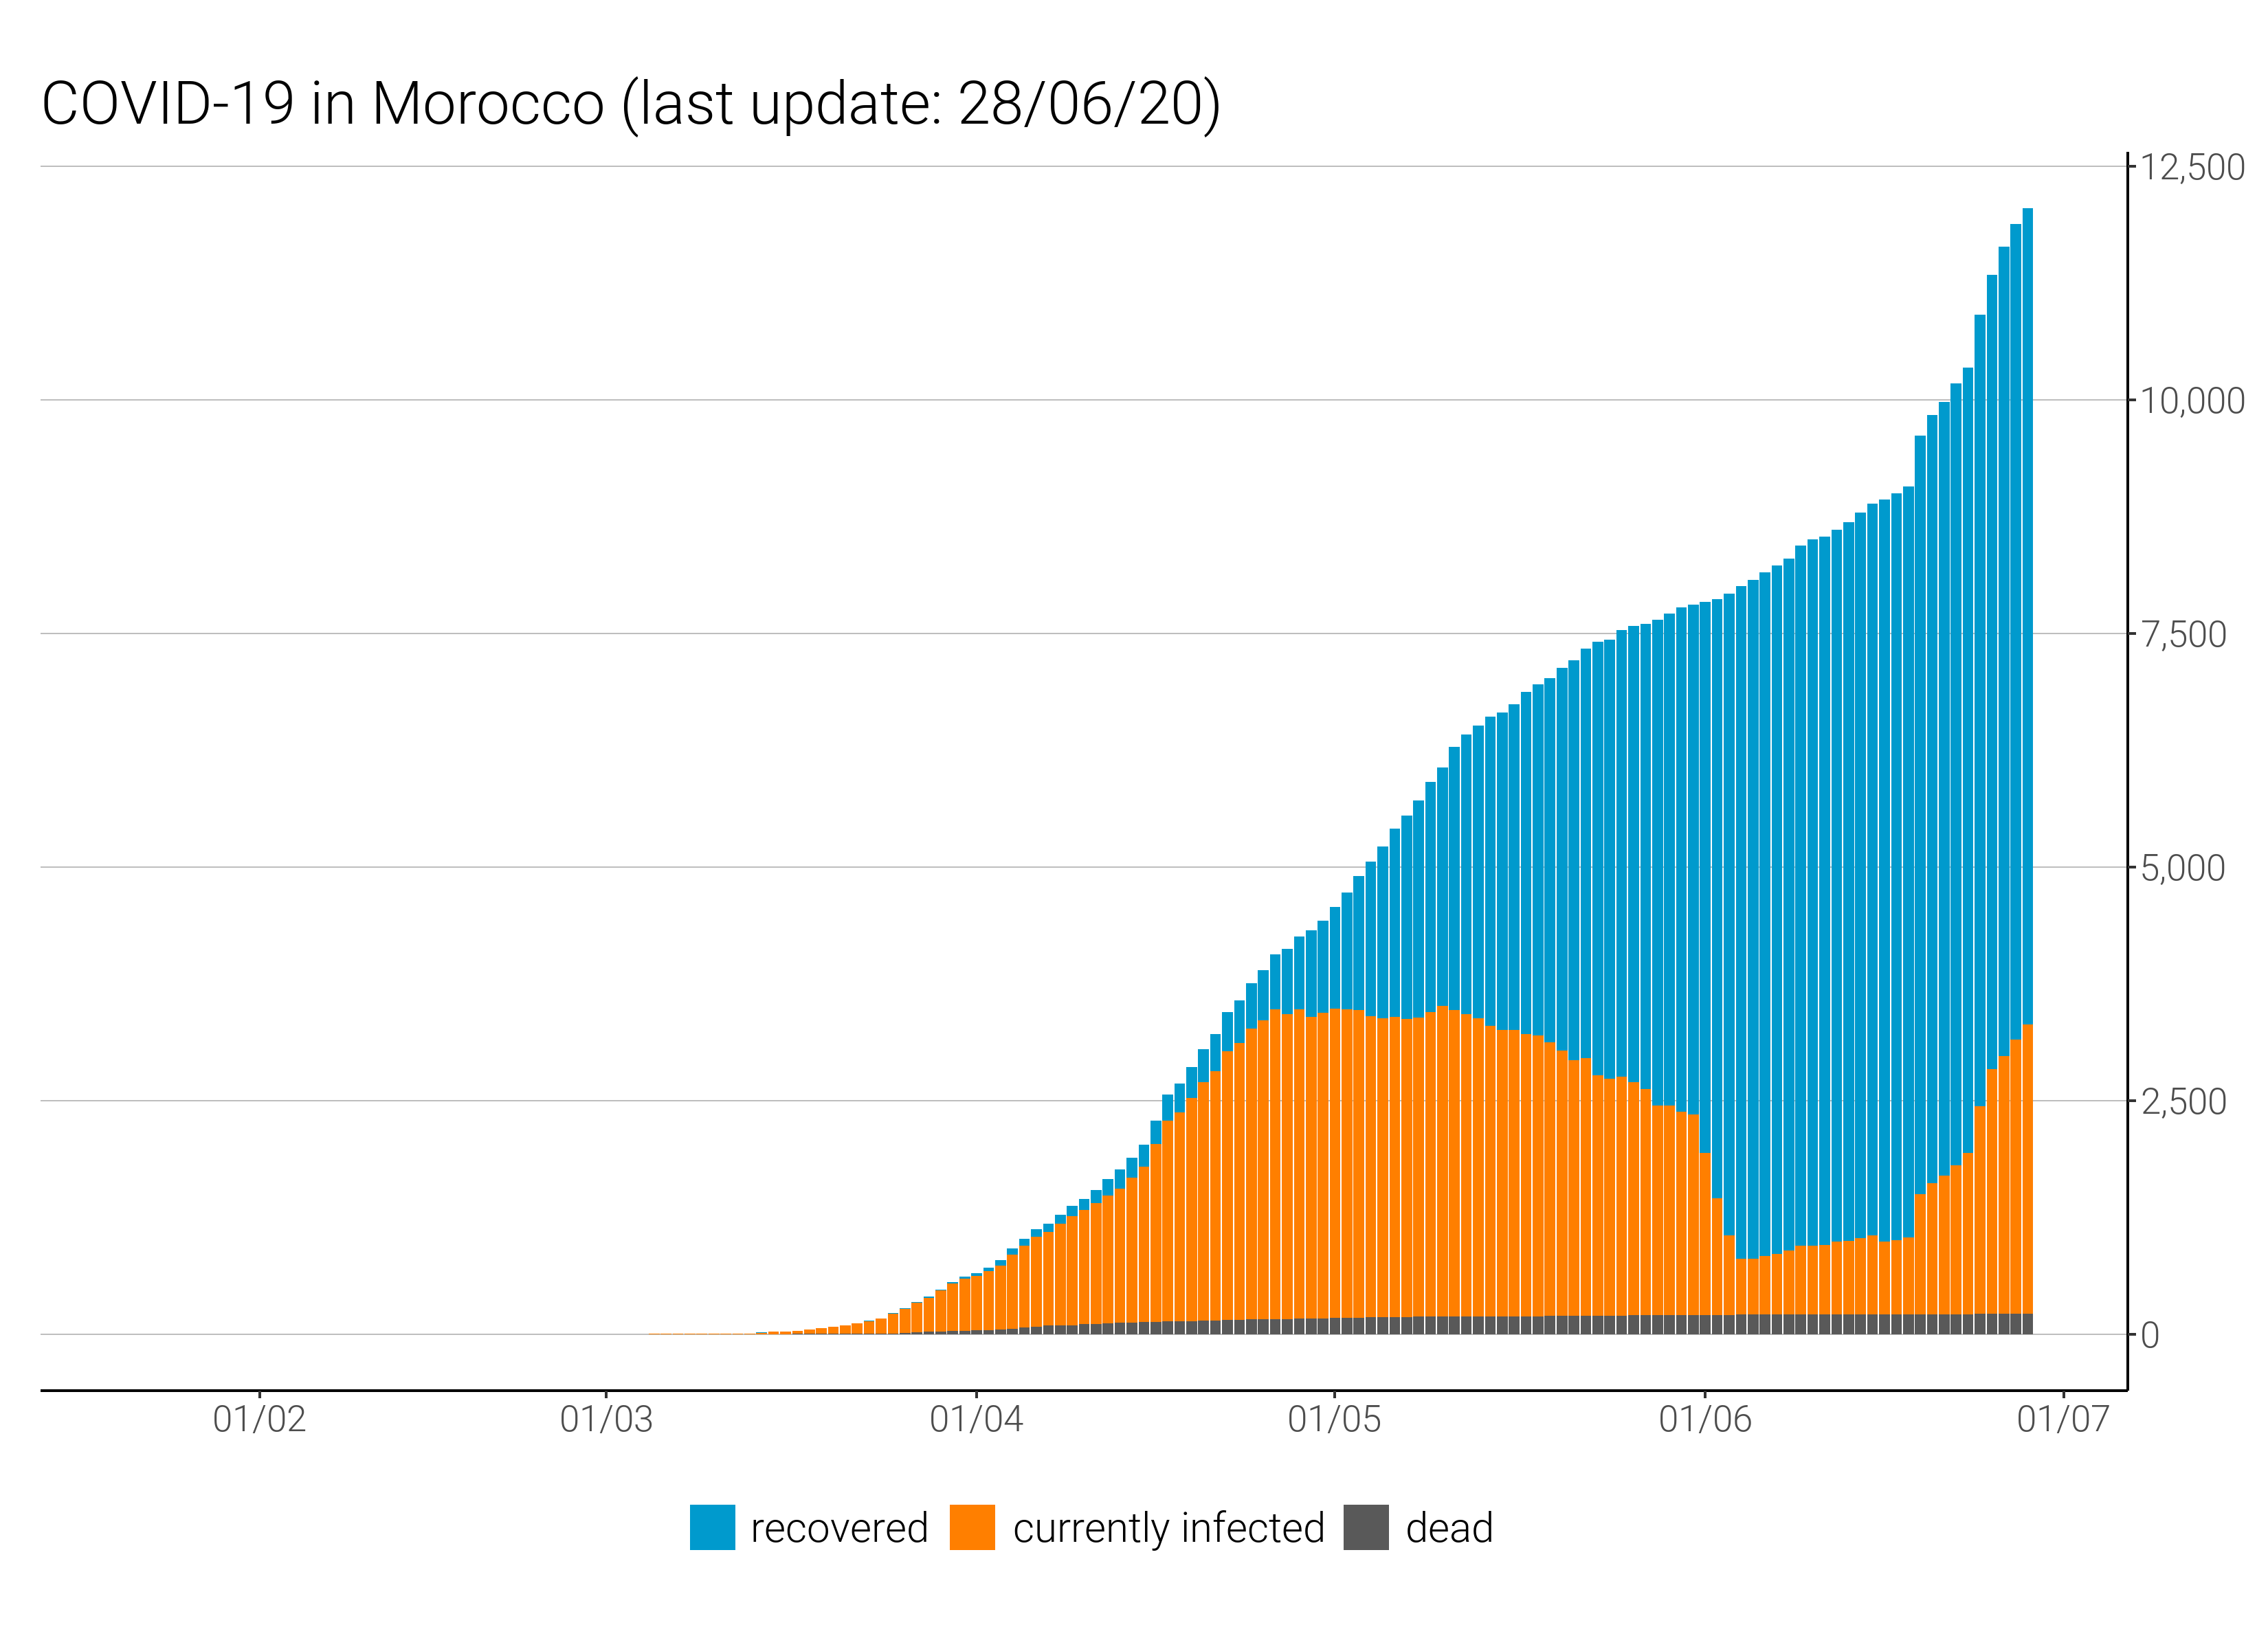 COVID-19 in Morocco (last update: 28/06/20)
12,500
10,000
7,500
5,000
2,500
0
01/02 01/03 01/04 01/05 01/06 01/07
recovered currently infected dead